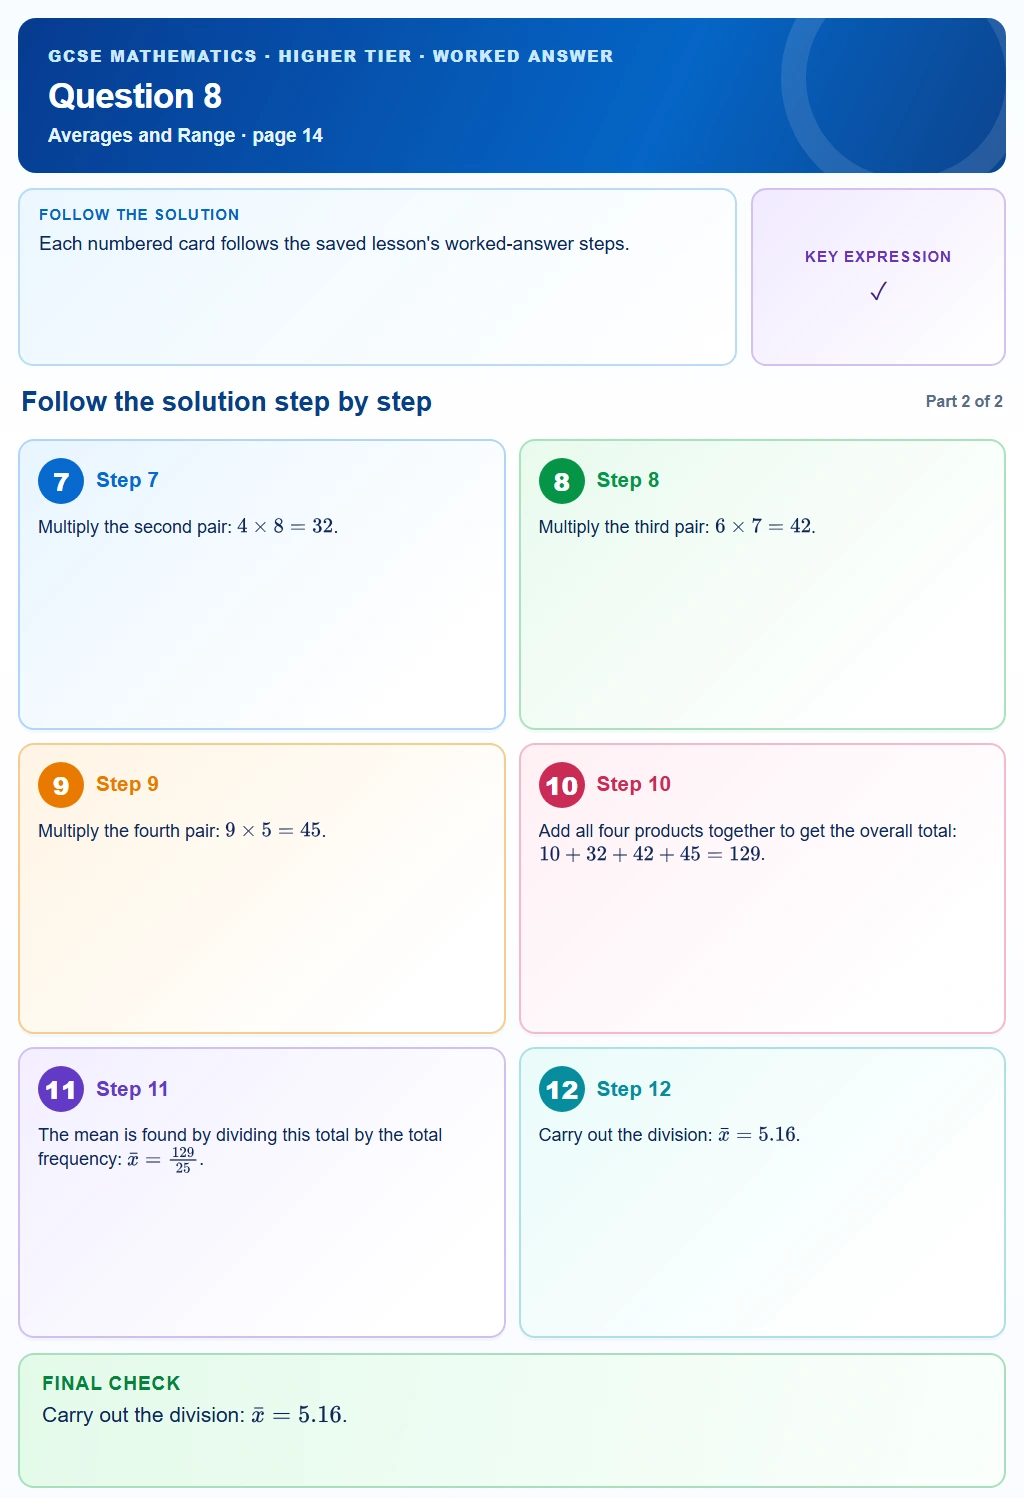 GCSE MATHEMATICS · HIGHER TIER · WORKED ANSWER
Question 8
Averages and Range · page 14
FOLLOW THE SOLUTION
Each numbered card follows the saved lesson's worked-answer steps.
KEY EXPRESSION
✓
Follow the solution step by step
Part 2 of 2
7 Step 7
Multiply the second pair: 4 × 8 = 32.
8 Step 8
Multiply the third pair: 6 × 7 = 42.
9 Step 9
Multiply the fourth pair: 9 × 5 = 45.
10 Step 10
Add all four products together to get the overall total:
10 + 32 + 42 + 45 = 129.
11 Step 11
The mean is found by dividing this total by the total
frequency: x̄ = 129/25.
12 Step 12
Carry out the division: x̄ = 5.16.
FINAL CHECK
Carry out the division: x̄ = 5.16.